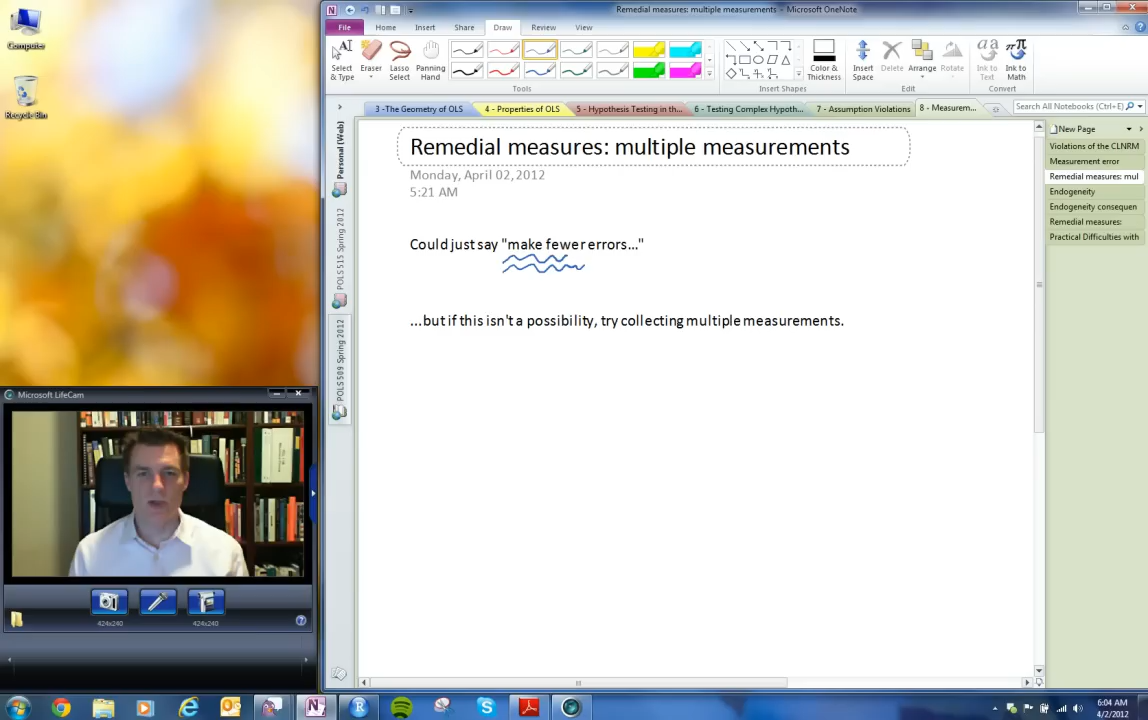 Computer
Recycle Bin
Remedial measures: multiple measurements - Microsoft OneNote
File
Home
Insert
Share
Draw
Review
View
Select & Type
Eraser
Lasso Select
Panning Hand
Color & Thickness
Insert Space
Delete
Arrange
Rotate
Ink to Text
Ink to Math
Tools
Insert Shapes
Edit
Convert
3 -The Geometry of OLS
4 - Properties of OLS
5 - Hypothesis Testing in th...
6 - Testing Complex Hypoth...
7 - Assumption Violations
8 - Measurem...
Search All Notebooks (Ctrl+E)
Personal (Web)
POLS 515 Spring 2012
POLS 509 Spring 2012
Remedial measures: multiple measurements
Monday, April 02, 2012
5:21 AM
Could just say "make fewer errors..."
...but if this isn't a possibility, try collecting multiple measurements.
New Page
Violations of the CLNRM
Measurement error
Remedial measures: mul
Endogeneity
Endogeneity consequen
Remedial measures:
Practical Difficulties with
Microsoft LifeCam
424x240
424x240
6:04 AM
4/2/2012